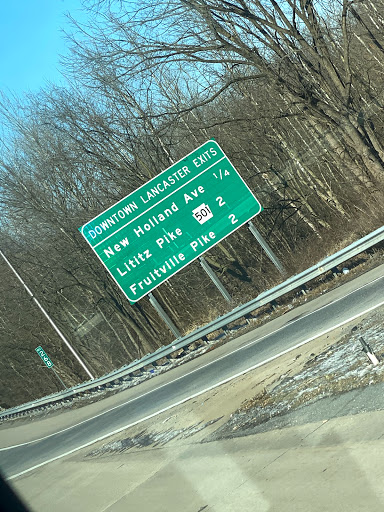 DOWNTOWN LANCASTER EXITS
New Holland Ave 1/4
Lititz Pike 501 2
Fruitville Pike 2